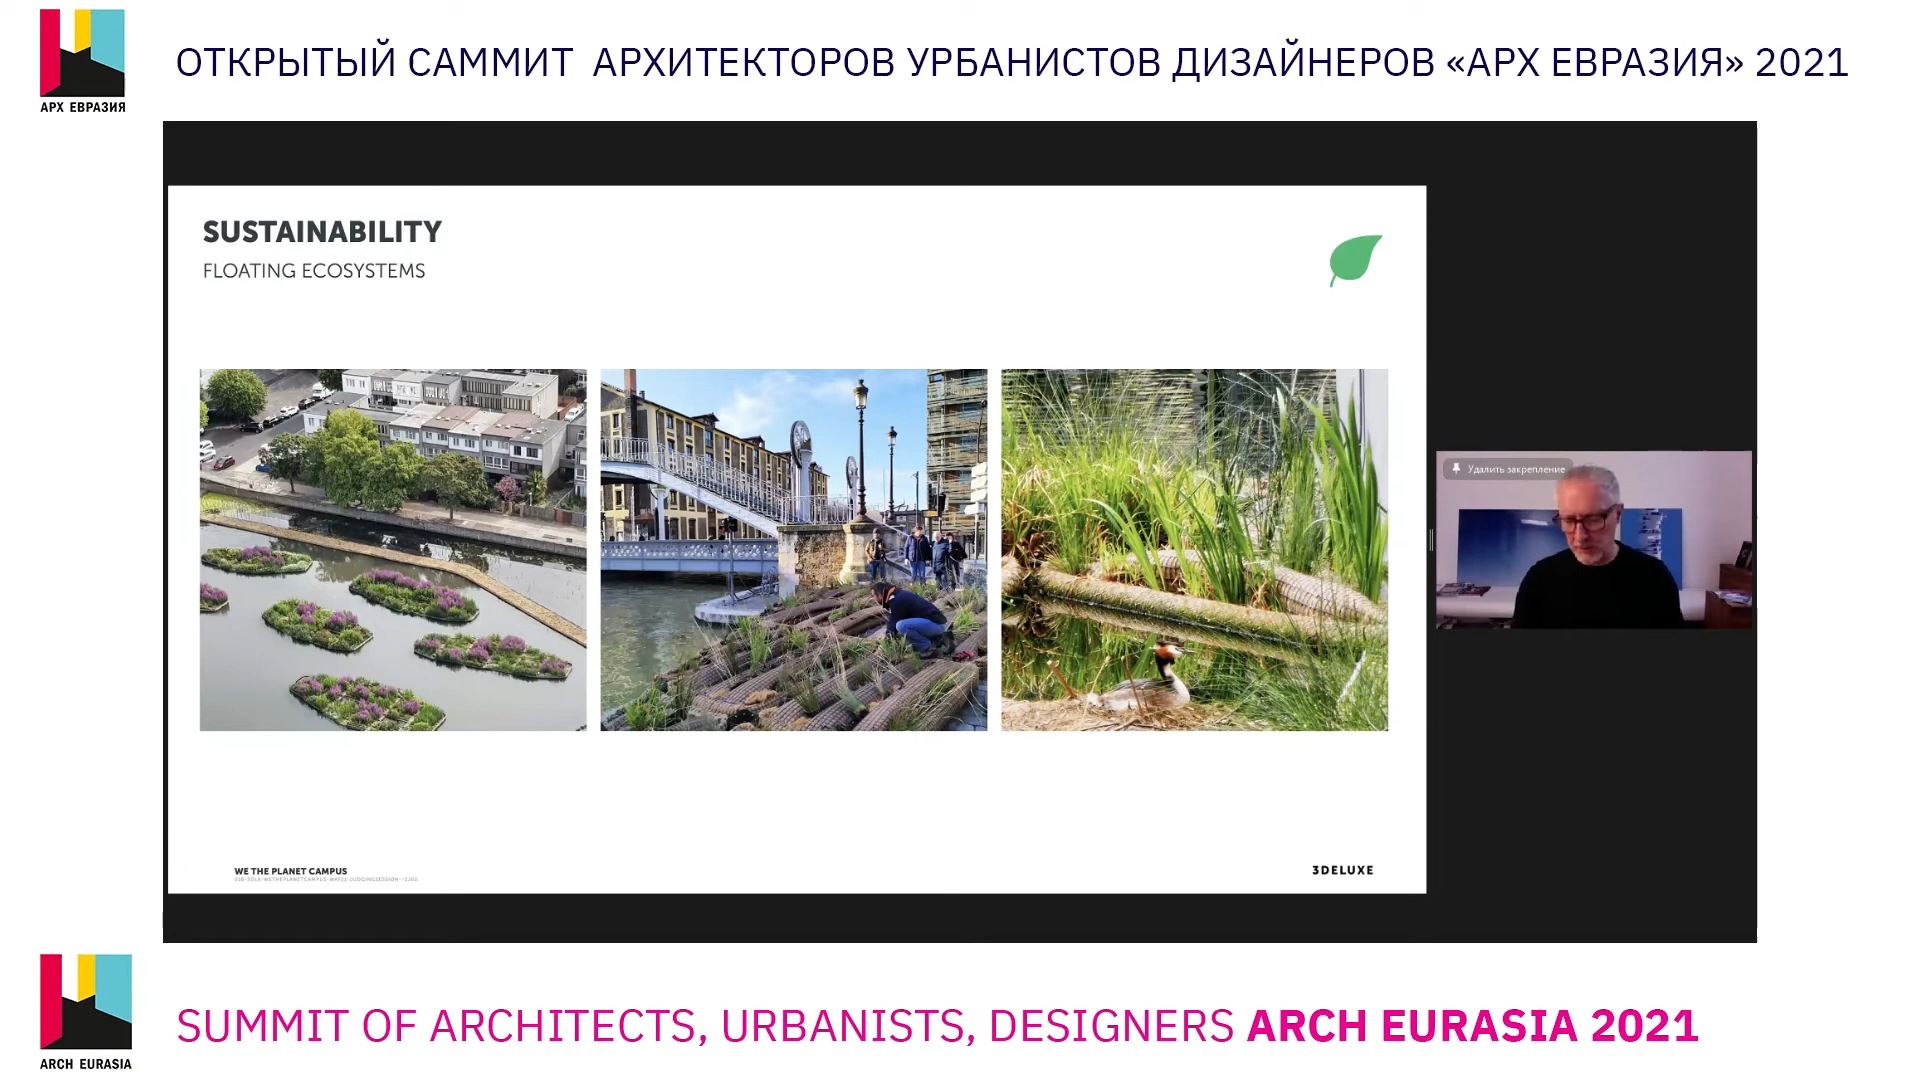 ОТКРЫТЫЙ САММИТ АРХИТЕКТОРОВ УРБАНИСТОВ ДИЗАЙНЕРОВ «АРХ ЕВРАЗИЯ» 2021
АРХ ЕВРАЗИЯ
SUSTAINABILITY
FLOATING ECOSYSTEMS
Удалить закрепление
WE THE PLANET CAMPUS
3DELUXE
SUMMIT OF ARCHITECTS, URBANISTS, DESIGNERS ARCH EURASIA 2021
ARCH EURASIA